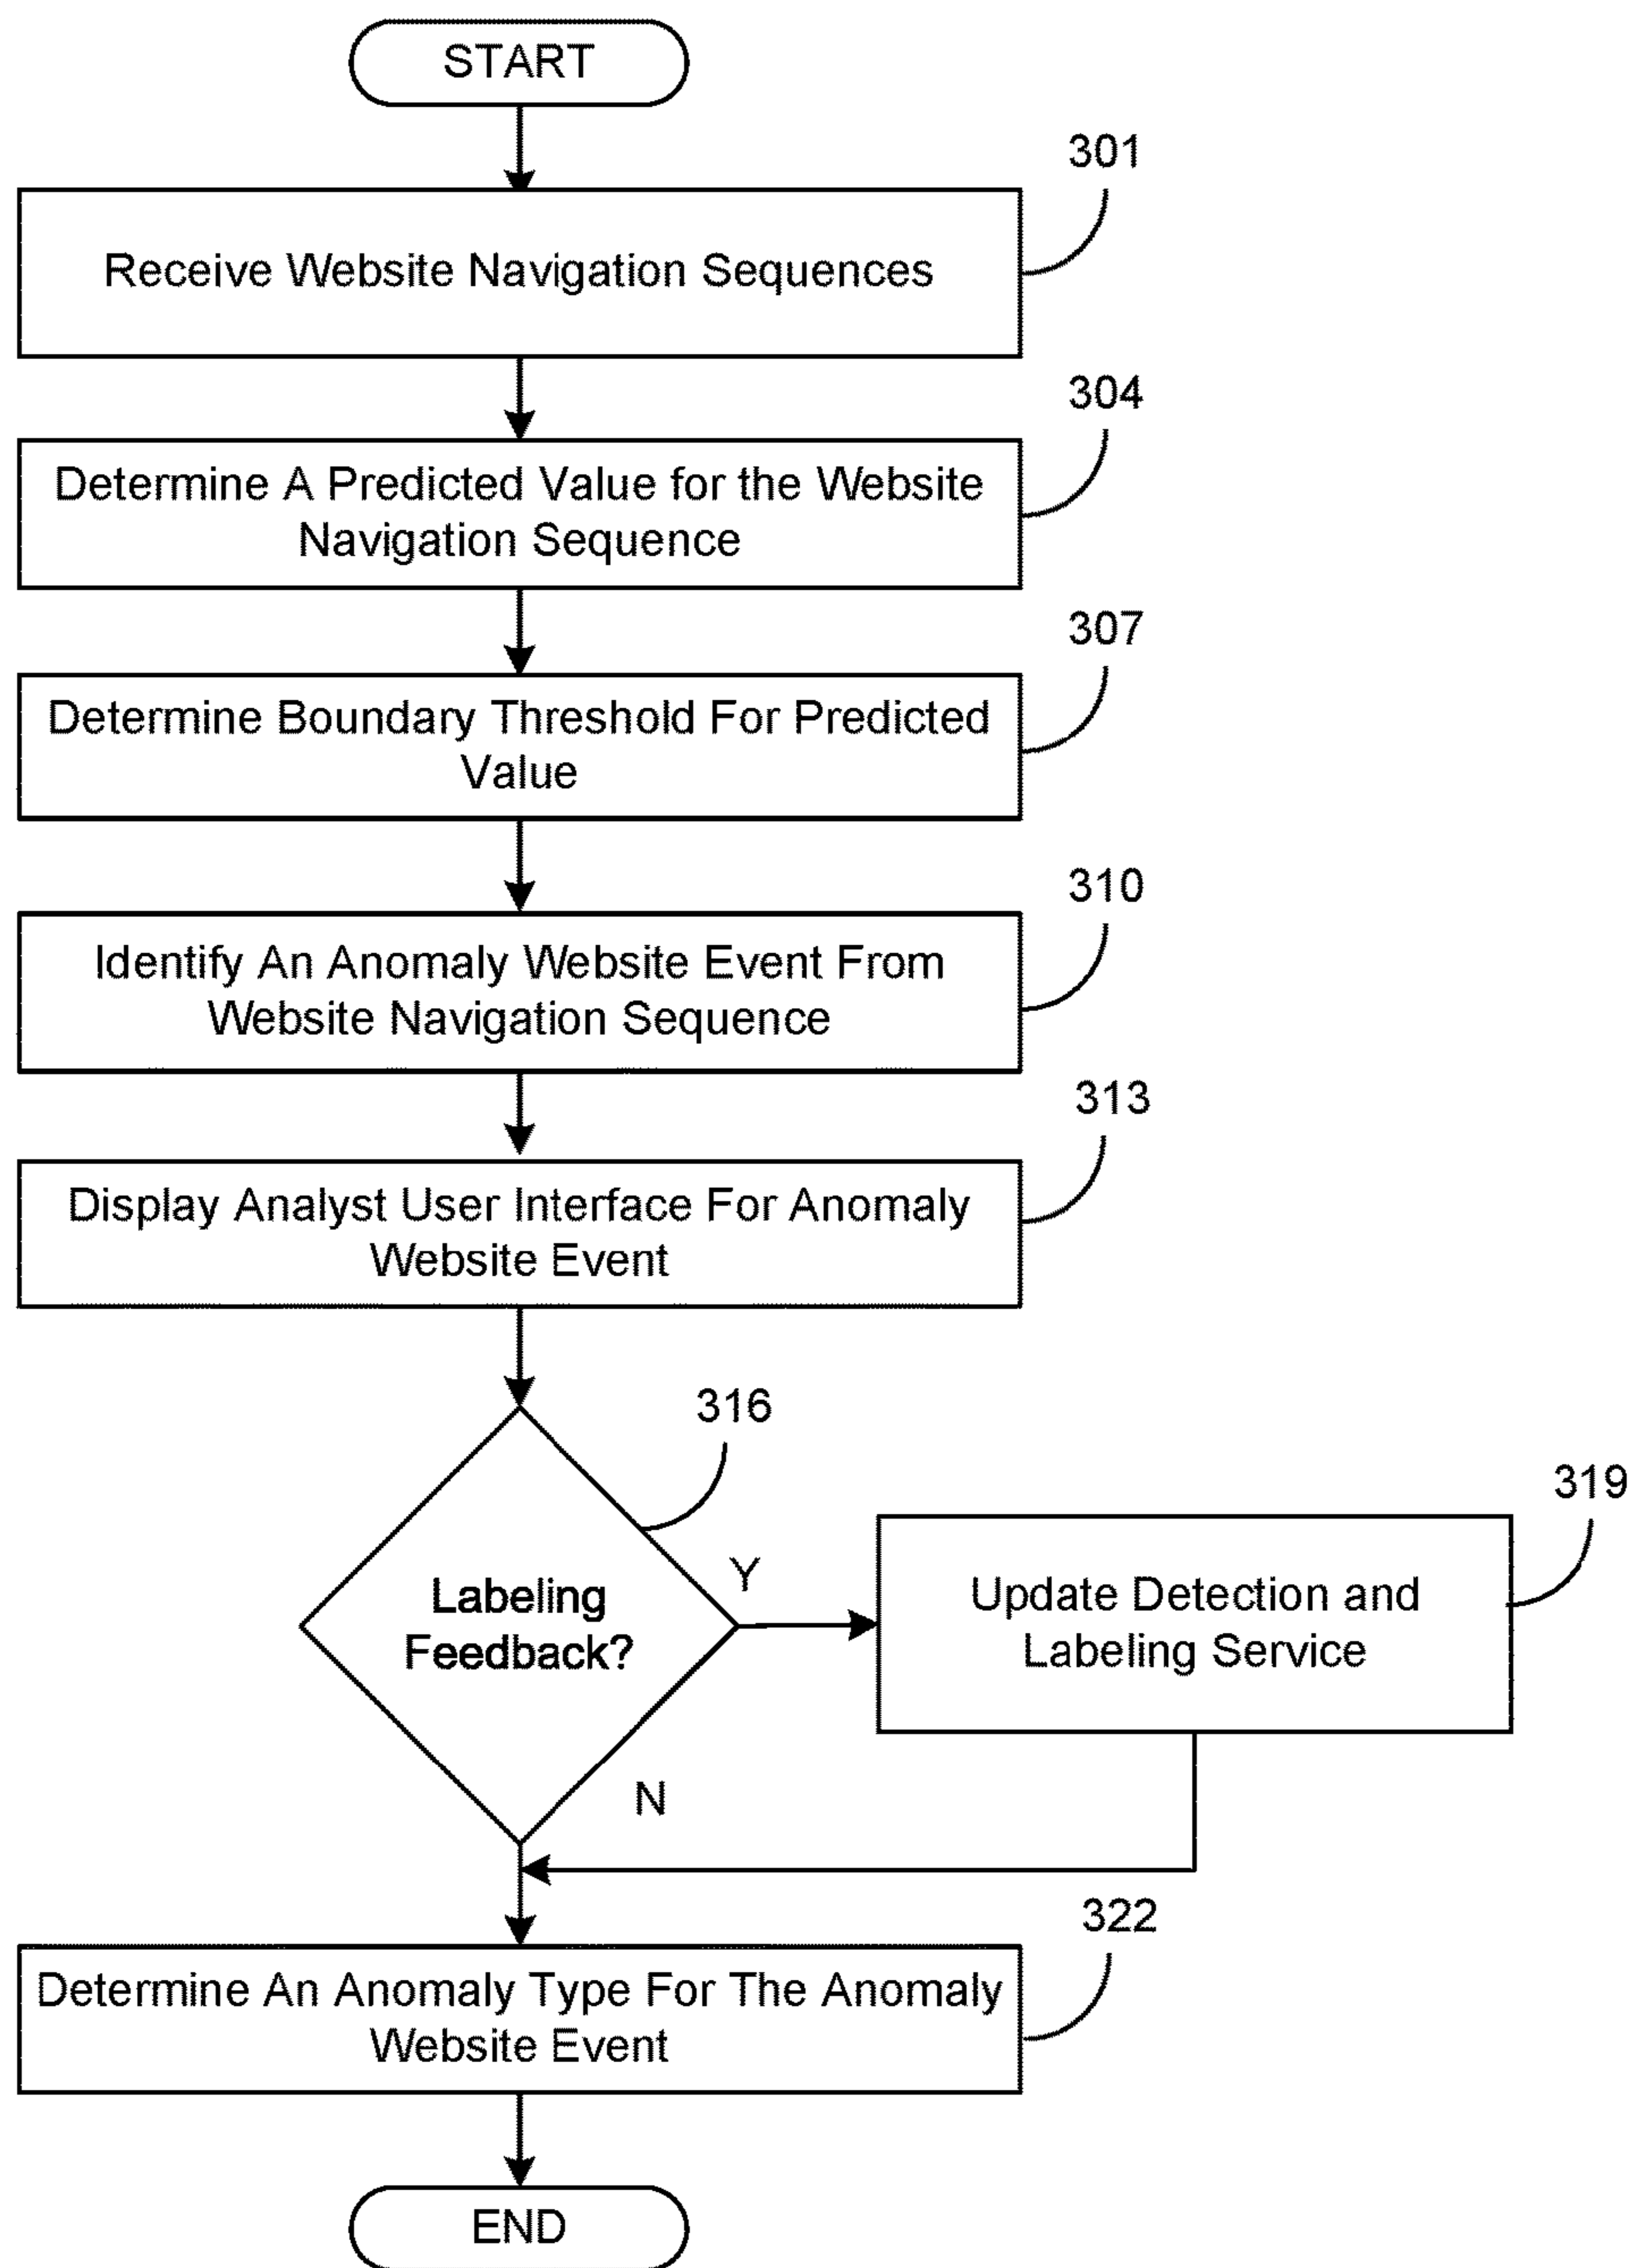 START
301
Receive Website Navigation Sequences
304
Determine A Predicted Value for the Website
Navigation Sequence
307
Determine Boundary Threshold For Predicted
Value
310
Identify An Anomaly Website Event From
Website Navigation Sequence
313
Display Analyst User Interface For Anomaly
Website Event
316
Labeling
Feedback?
Y
319
Update Detection and
Labeling Service
N
322
Determine An Anomaly Type For The Anomaly
Website Event
END